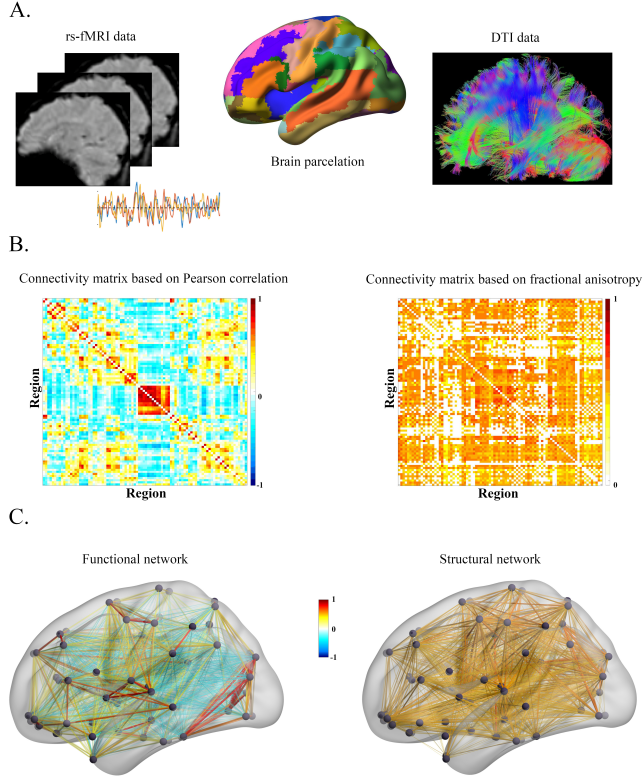 A.
rs-fMRI data
DTI data
Brain parcelation
B.
Connectivity matrix based on Pearson correlation
Connectivity matrix based on fractional anisotropy
1
0
-1
Region
Region
1
0
Region
Region
C.
Functional network
Structural network
1
0
-1